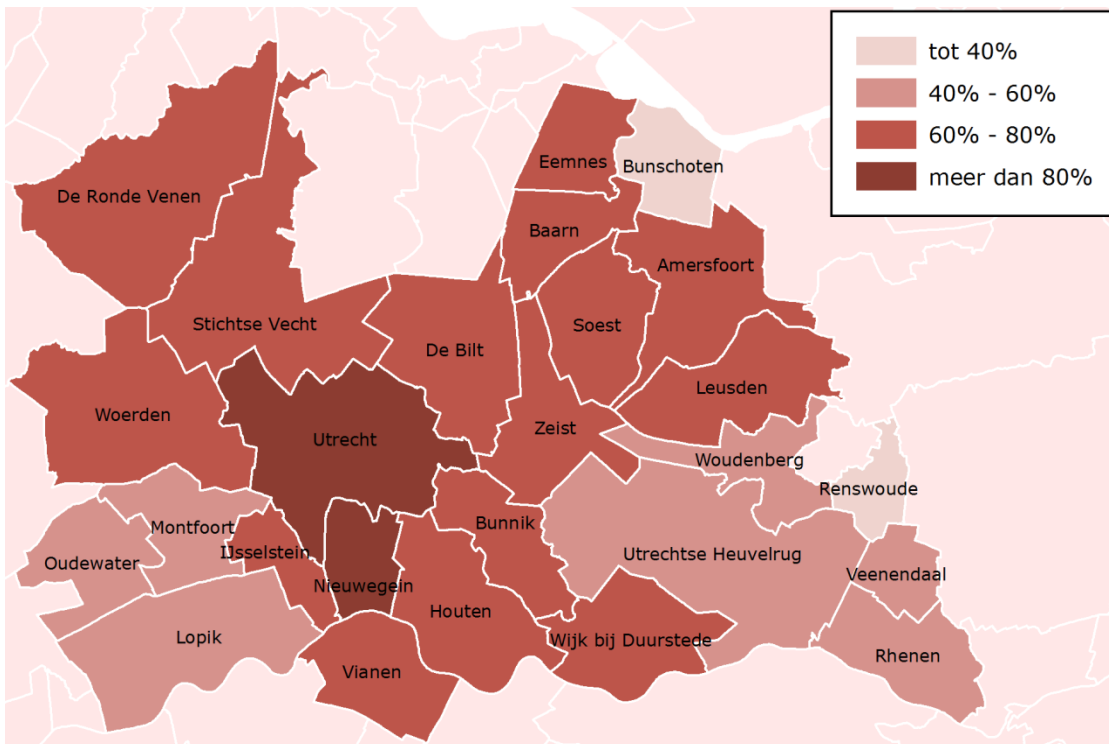 tot 40%
40% - 60%
60% - 80%
meer dan 80%
Eemnes
Bunschoten
De Ronde Venen
Baarn
Amersfoort
Stichtse Vecht
Soest
De Bilt
Leusden
Woerden
Zeist
Utrecht
Woudenberg
Renswoude
Montfoort
Bunnik
IJsselstein
Utrechtse Heuvelrug
Oudewater
Veenendaal
Nieuwegein
Houten
Lopik
Wijk bij Duurstede
Rhenen
Vianen